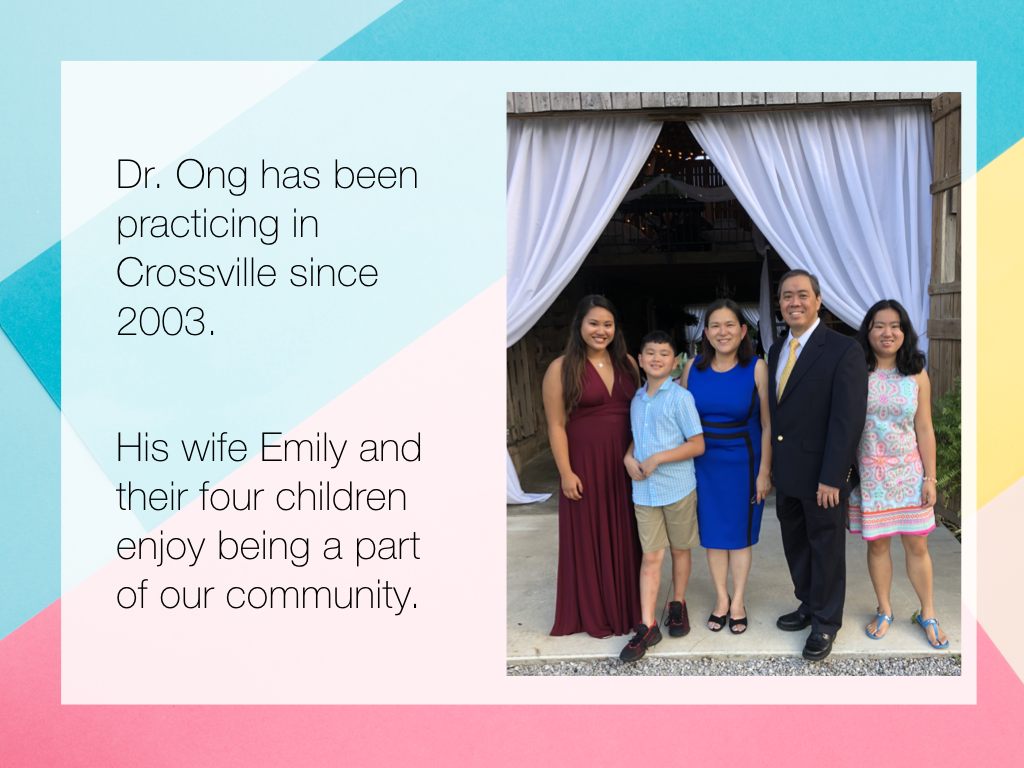 Dr. Ong has been
practicing in
Crossville since
2003.
His wife Emily and
their four children
enjoy being a part
of our community.